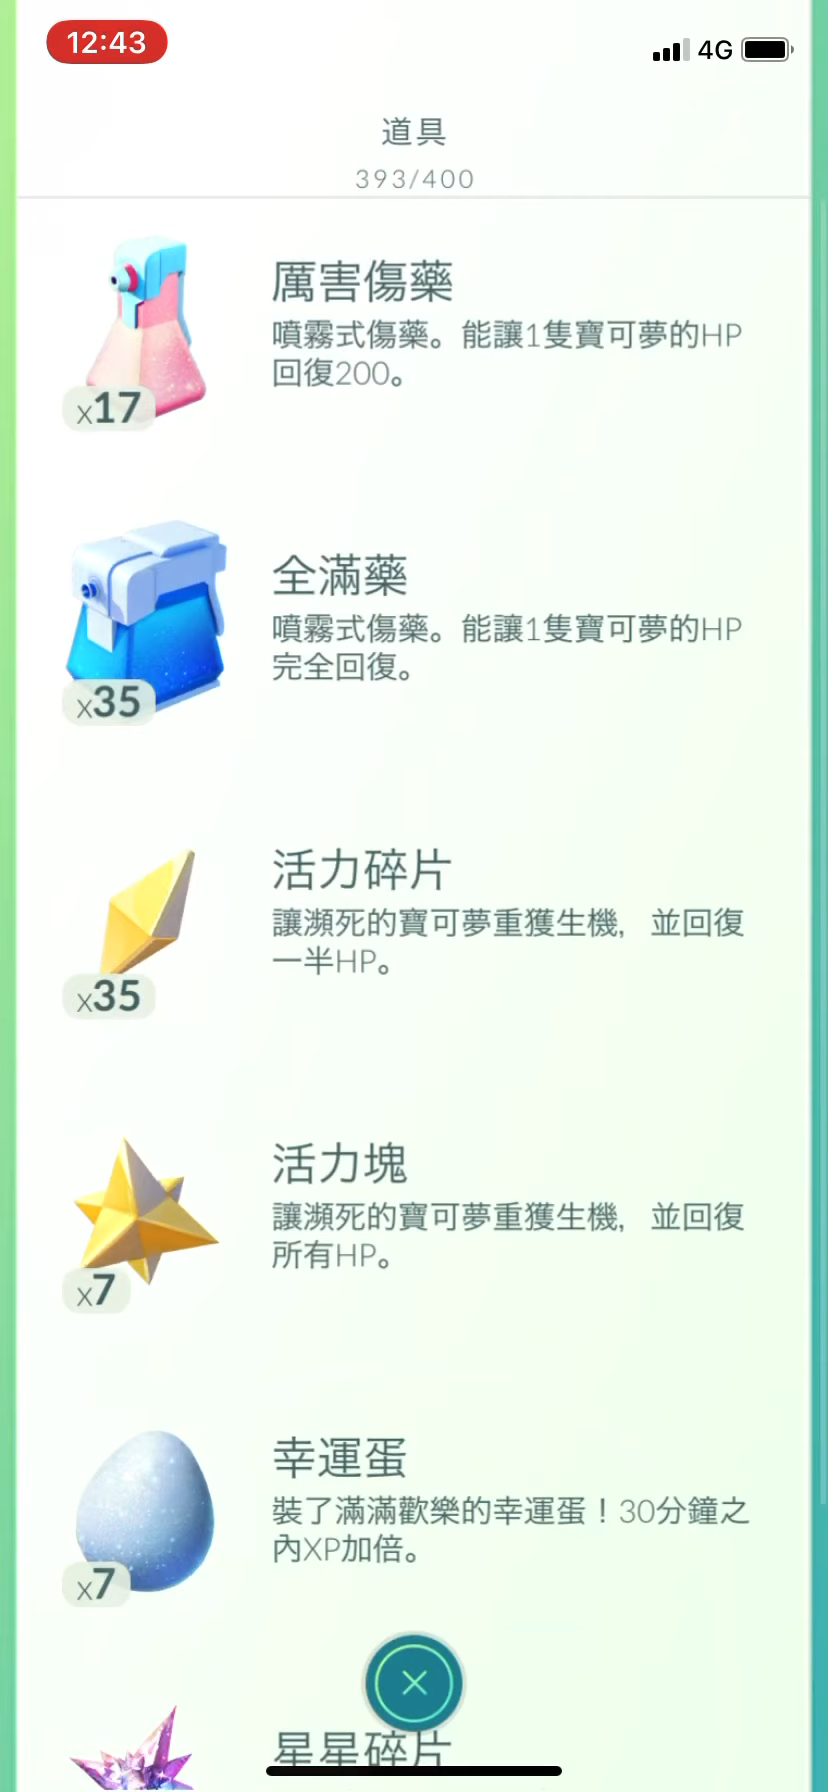 12:43
4G
道具
393/400
厲害傷藥
噴霧式傷藥。能讓1隻寶可夢的HP
回復200。
x17
全滿藥
噴霧式傷藥。能讓1隻寶可夢的HP
完全回復。
x35
活力碎片
讓瀕死的寶可夢重獲生機，並回復
一半HP。
x35
活力塊
讓瀕死的寶可夢重獲生機，並回復
所有HP。
x7
幸運蛋
裝了滿滿歡樂的幸運蛋！30分鐘之
內XP加倍。
x7
星星碎片